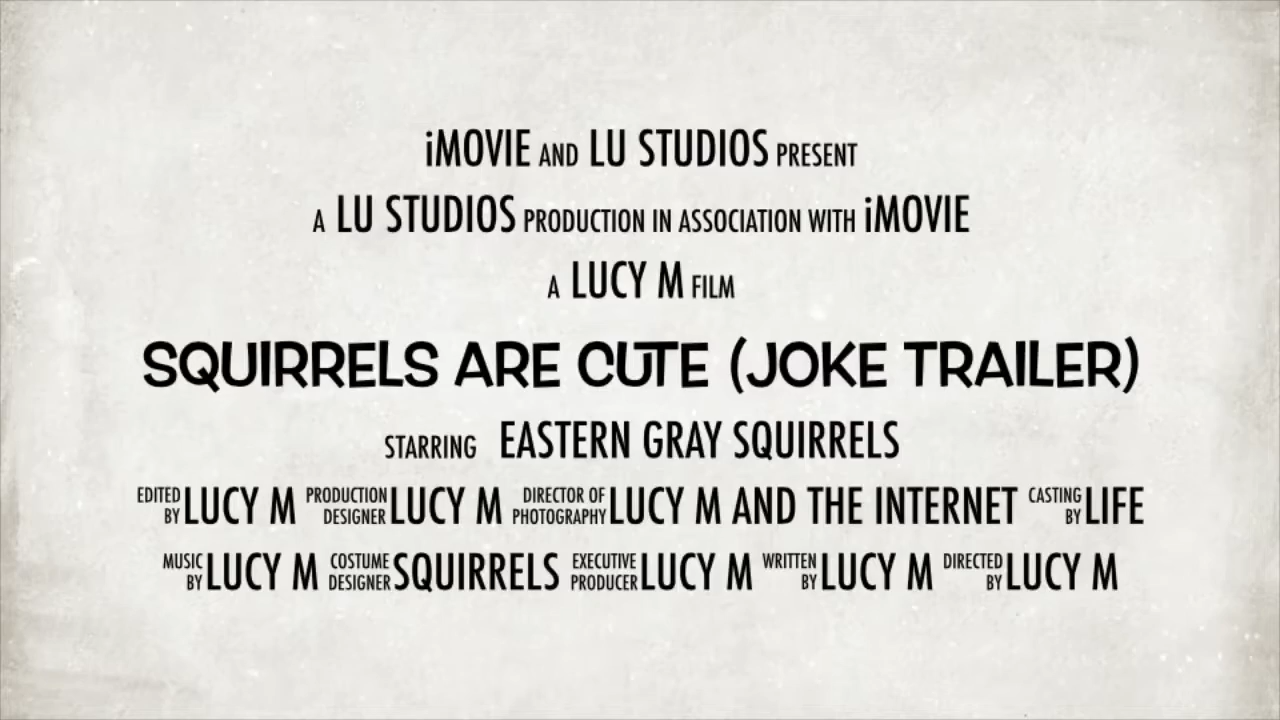 iMOVIE AND LU STUDIOS PRESENT
A LU STUDIOS PRODUCTION IN ASSOCIATION WITH iMOVIE
A LUCY M FILM
SQUIRRELS ARE CUTE (JOKE TRAILER)
STARRING EASTERN GRAY SQUIRRELS
EDITED BY LUCY M PRODUCTION DESIGNER LUCY M DIRECTOR OF PHOTOGRAPHY LUCY M AND THE INTERNET CASTING BY LIFE
MUSIC BY LUCY M COSTUME DESIGNER SQUIRRELS EXECUTIVE PRODUCER LUCY M WRITTEN BY LUCY M DIRECTED BY LUCY M